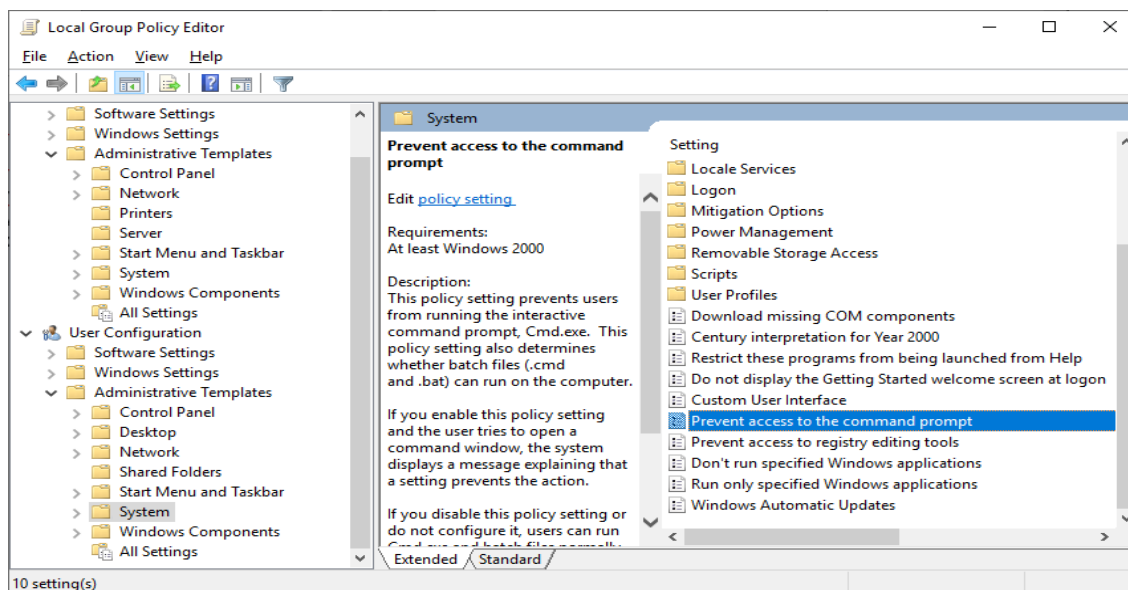 Local Group Policy Editor
File Action View Help
Software Settings
Windows Settings
Administrative Templates
Control Panel
Network
Printers
Server
Start Menu and Taskbar
System
Windows Components
All Settings
User Configuration
Software Settings
Windows Settings
Administrative Templates
Control Panel
Desktop
Network
Shared Folders
Start Menu and Taskbar
System
Windows Components
All Settings
System
Prevent access to the command
prompt
Edit policy setting
Requirements:
At least Windows 2000
Description:
This policy setting prevents users
from running the interactive
command prompt, Cmd.exe. This
policy setting also determines
whether batch files (.cmd
and .bat) can run on the computer.
If you enable this policy setting
and the user tries to open a
command window, the system
displays a message explaining that
a setting prevents the action.
If you disable this policy setting or
do not configure it, users can run
Cmd.exe and batch files normally.
Setting
Locale Services
Logon
Mitigation Options
Power Management
Removable Storage Access
Scripts
User Profiles
Download missing COM components
Century interpretation for Year 2000
Restrict these programs from being launched from Help
Do not display the Getting Started welcome screen at logon
Custom User Interface
Prevent access to the command prompt
Prevent access to registry editing tools
Don't run specified Windows applications
Run only specified Windows applications
Windows Automatic Updates
Extended Standard
10 setting(s)